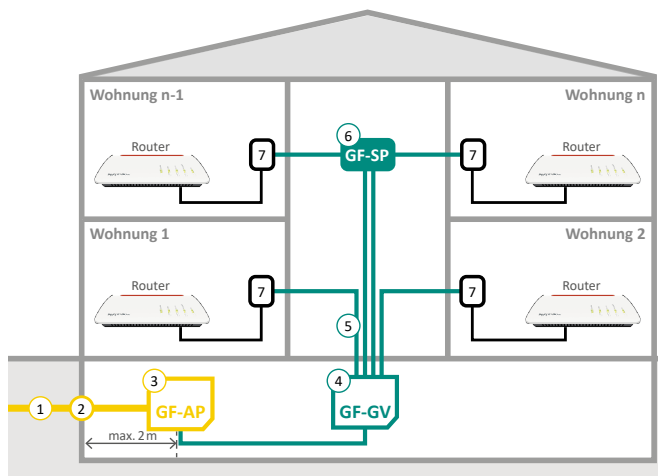 Wohnung n-1
Wohnung n
6
Router
7
GF-SP
7
Router
Wohnung 1
Wohnung 2
Router
7
7
Router
5
3
4
1
2
GF-AP
GF-GV
max. 2 m